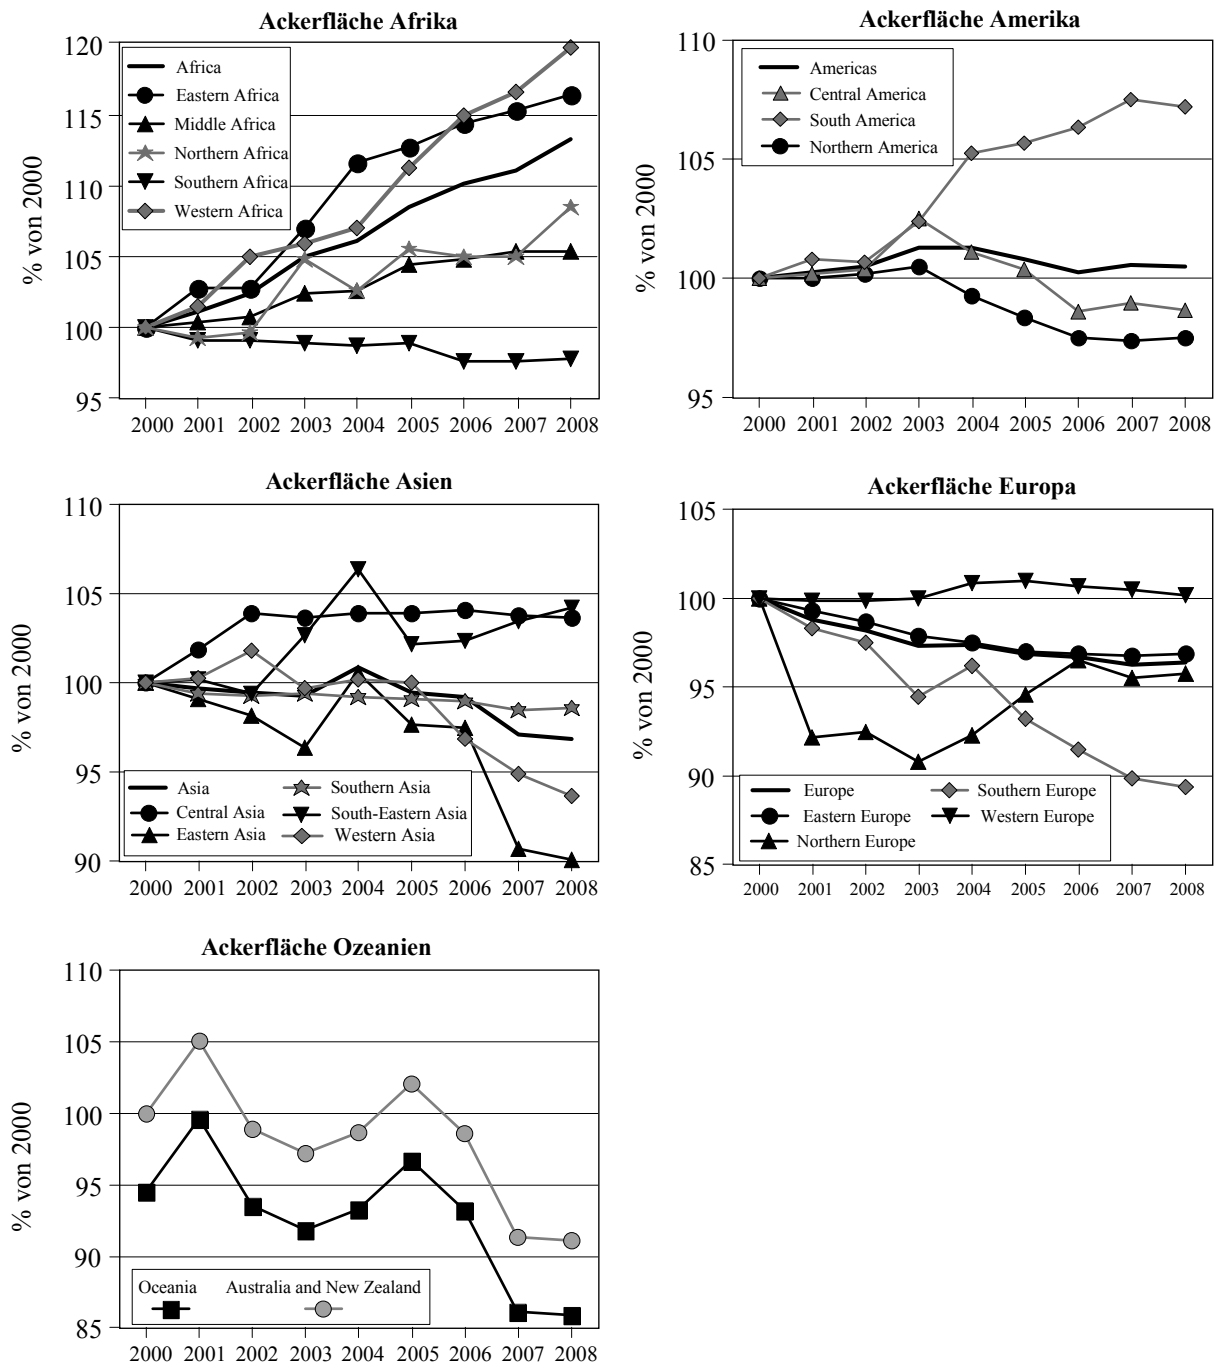 Ackerfläche Afrika
% von 2000
120
115
110
105
100
95
Africa
Eastern Africa
Middle Africa
Northern Africa
Southern Africa
Western Africa
2000 2001 2002 2003 2004 2005 2006 2007 2008
Ackerfläche Amerika
% von 2000
110
105
100
95
Americas
Central America
South America
Northern America
2000 2001 2002 2003 2004 2005 2006 2007 2008
Ackerfläche Asien
% von 2000
110
105
100
95
90
Asia Southern Asia
Central Asia South-Eastern Asia
Eastern Asia Western Asia
2000 2001 2002 2003 2004 2005 2006 2007 2008
Ackerfläche Europa
% von 2000
105
100
95
90
85
Europe Southern Europe
Eastern Europe Western Europe
Northern Europe
2000 2001 2002 2003 2004 2005 2006 2007 2008
Ackerfläche Ozeanien
% von 2000
110
105
100
95
90
85
Oceania Australia and New Zealand
2000 2001 2002 2003 2004 2005 2006 2007 2008